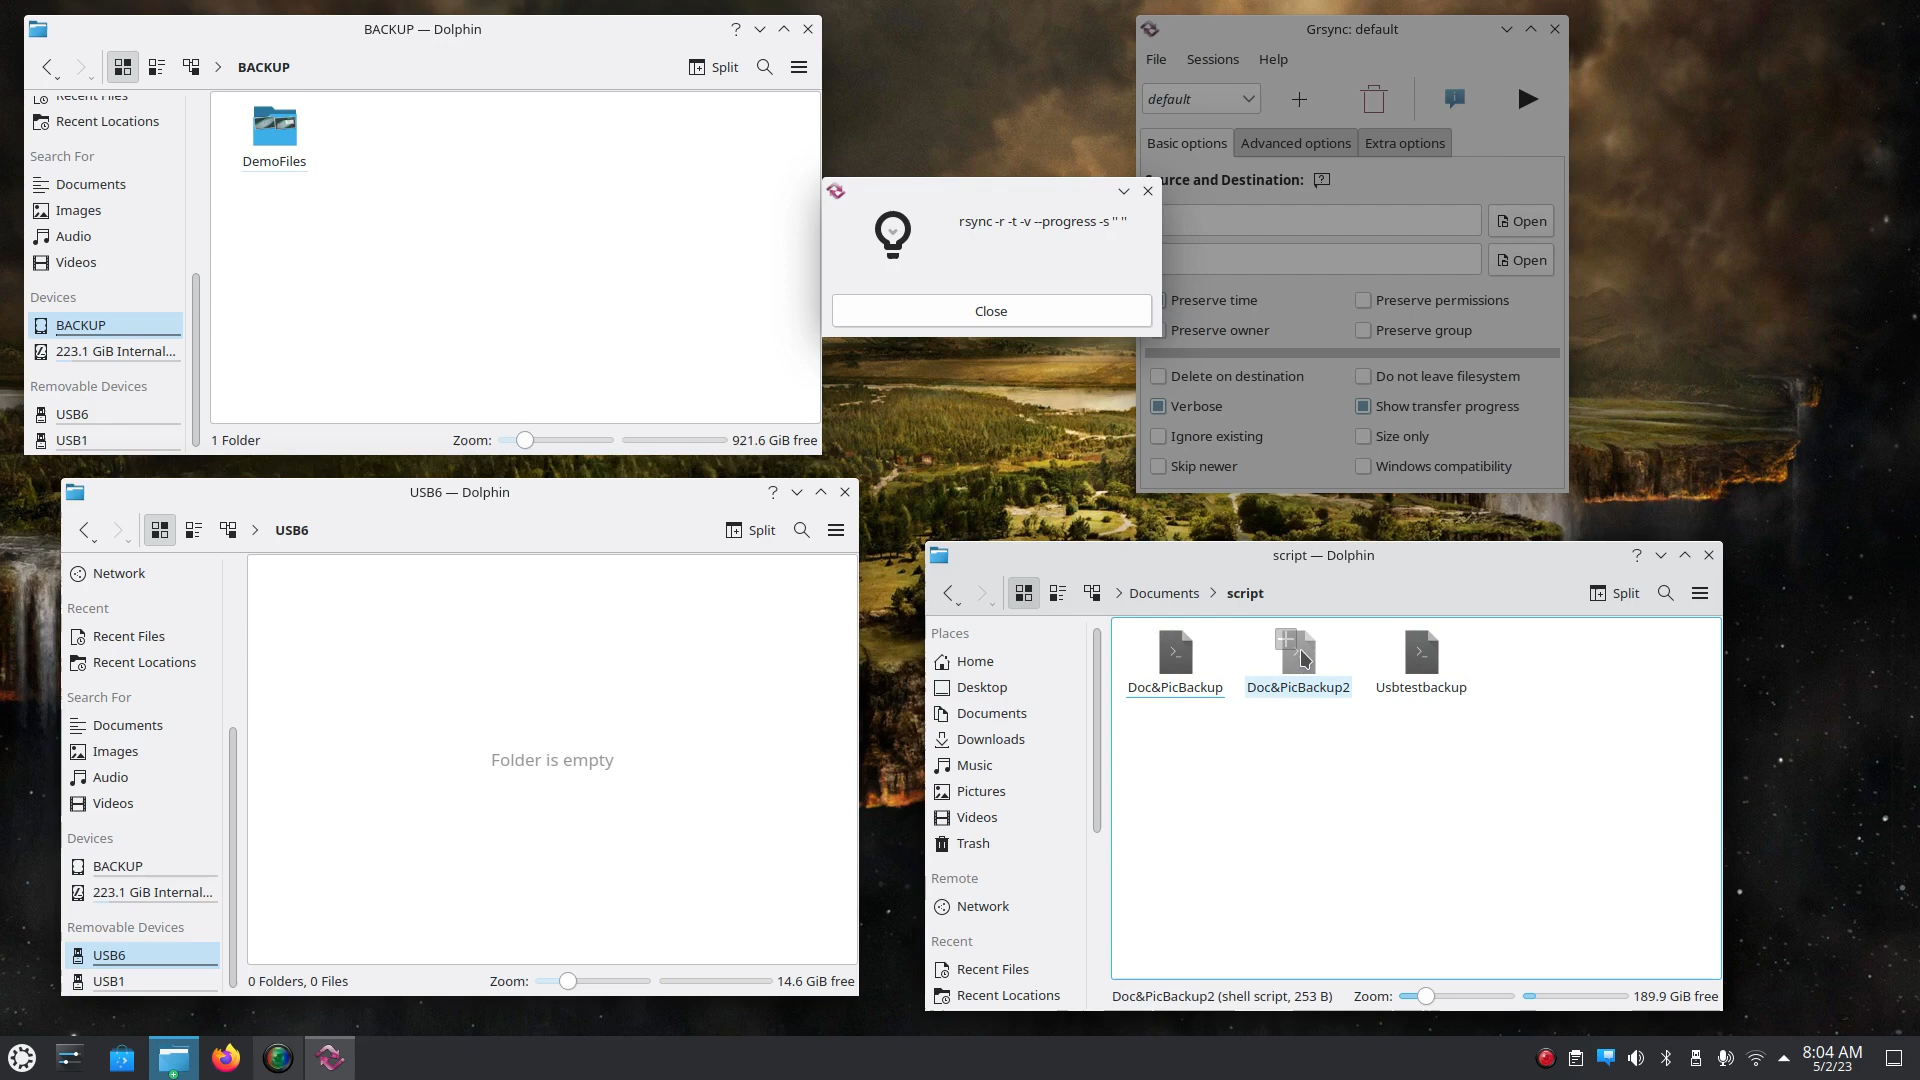 BACKUP — Dolphin
BACKUP
Split
Recent Files
Recent Locations
Search For
Documents
Images
Audio
Videos
Devices
BACKUP
223.1 GiB Internal...
Removable Devices
USB6
USB1
DemoFiles
1 Folder
Zoom:
921.6 GiB free
rsync -r -t -v --progress -s '' ''
Close
Grsync: default
File
Sessions
Help
default
Basic options
Advanced options
Extra options
ource and Destination:
Open
Open
Preserve time
Preserve permissions
Preserve owner
Preserve group
Delete on destination
Do not leave filesystem
Verbose
Show transfer progress
Ignore existing
Size only
Skip newer
Windows compatibility
USB6 — Dolphin
USB6
Split
Network
Recent
Recent Files
Recent Locations
Search For
Documents
Images
Audio
Videos
Devices
BACKUP
223.1 GiB Internal...
Removable Devices
USB6
USB1
Folder is empty
0 Folders, 0 Files
Zoom:
14.6 GiB free
script — Dolphin
Documents
script
Split
Places
Home
Desktop
Documents
Downloads
Music
Pictures
Videos
Trash
Remote
Network
Recent
Recent Files
Recent Locations
Doc&PicBackup
Doc&PicBackup2
Usbtestbackup
Doc&PicBackup2 (shell script, 253 B)
Zoom:
189.9 GiB free
8:04 AM
5/2/23